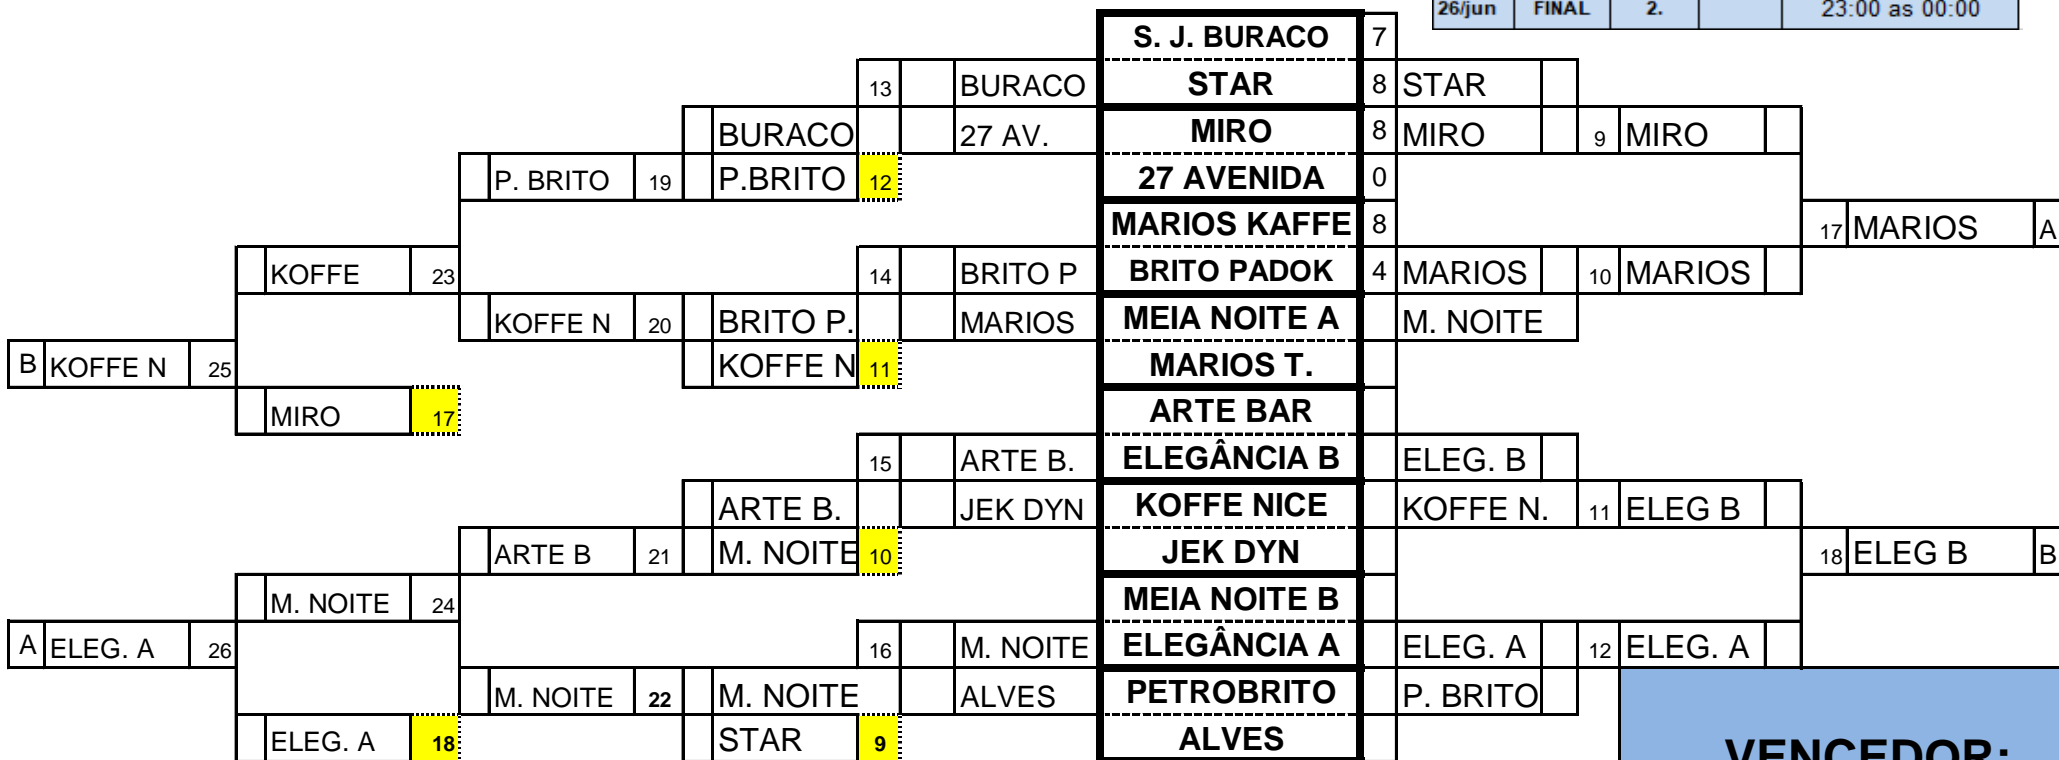 26/jun FINAL 2. 23:00 as 00:00
S. J. BURACO 7
13 BURACO STAR 8 STAR
BURACO 27 AV. MIRO 8 MIRO 9 MIRO
P. BRITO 19 P.BRITO 12 27 AVENIDA 0
MARIOS KAFFE 8 17 MARIOS A
KOFFE 23 14 BRITO P BRITO PADOK 4 MARIOS 10 MARIOS
KOFFE N 20 BRITO P. MARIOS MEIA NOITE A M. NOITE
B KOFFE N 25 KOFFE N 11 MARIOS T.
MIRO 17 ARTE BAR
15 ARTE B. ELEGÂNCIA B ELEG. B
ARTE B. JEK DYN KOFFE NICE KOFFE N. 11 ELEG B
ARTE B 21 M. NOITE 10 JEK DYN 18 ELEG B B
M. NOITE 24 MEIA NOITE B
A ELEG. A 26 16 M. NOITE ELEGÂNCIA A ELEG. A 12 ELEG. A
M. NOITE 22 M. NOITE ALVES PETROBRITO P. BRITO
ELEG. A 18 STAR 9 ALVES
VENCEDOR: